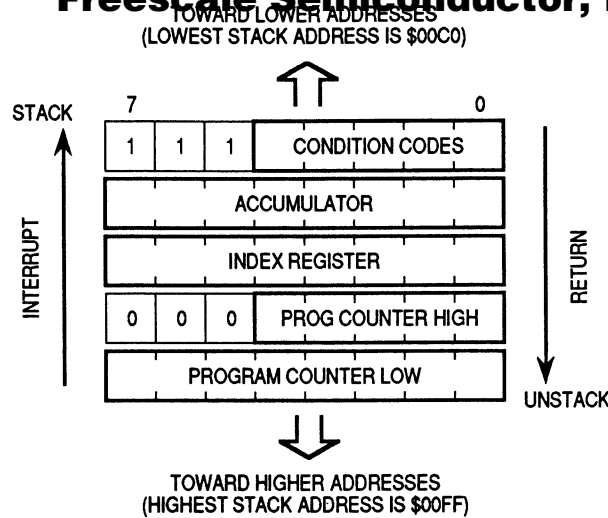 Freescale Semiconductor, I
TOWARD LOWER ADDRESSES
(LOWEST STACK ADDRESS IS $00C0)
STACK
7 0
1 1 1 CONDITION CODES
ACCUMULATOR
INTERRUPT
INDEX REGISTER
RETURN
0 0 0 PROG COUNTER HIGH
PROGRAM COUNTER LOW
UNSTACK
TOWARD HIGHER ADDRESSES
(HIGHEST STACK ADDRESS IS $00FF)